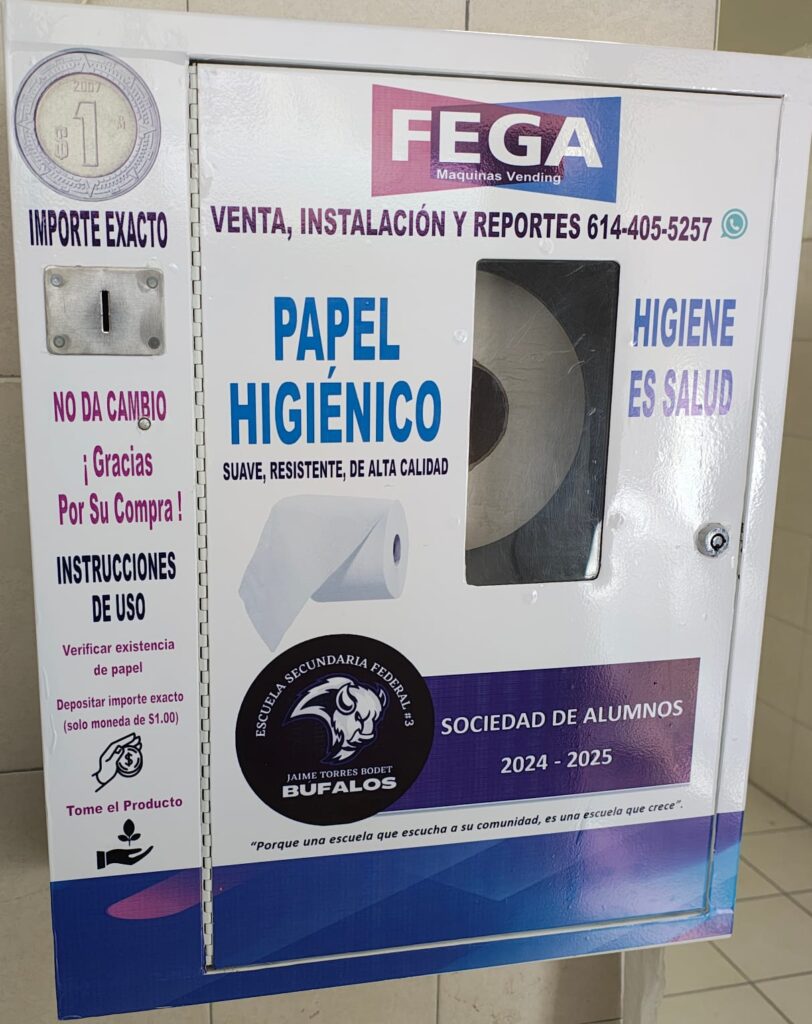 2007
$1
IMPORTE EXACTO
NO DA CAMBIO
¡Gracias
Por Su Compra!
INSTRUCCIONES
DE USO
Verificar existencia
de papel
Depositar importe exacto
(solo moneda de $1.00)
$
Tome el Producto
FEGA
Maquinas Vending
VENTA, INSTALACIÓN Y REPORTES 614-405-5257
PAPEL
HIGIÉNICO
SUAVE, RESISTENTE, DE ALTA CALIDAD
HIGIENE
ES SALUD
ESCUELA SECUNDARIA FEDERAL #3
JAIME TORRES BODET
BUFALOS
SOCIEDAD DE ALUMNOS
2024 - 2025
"Porque una escuela que escucha a su comunidad, es una escuela que crece".